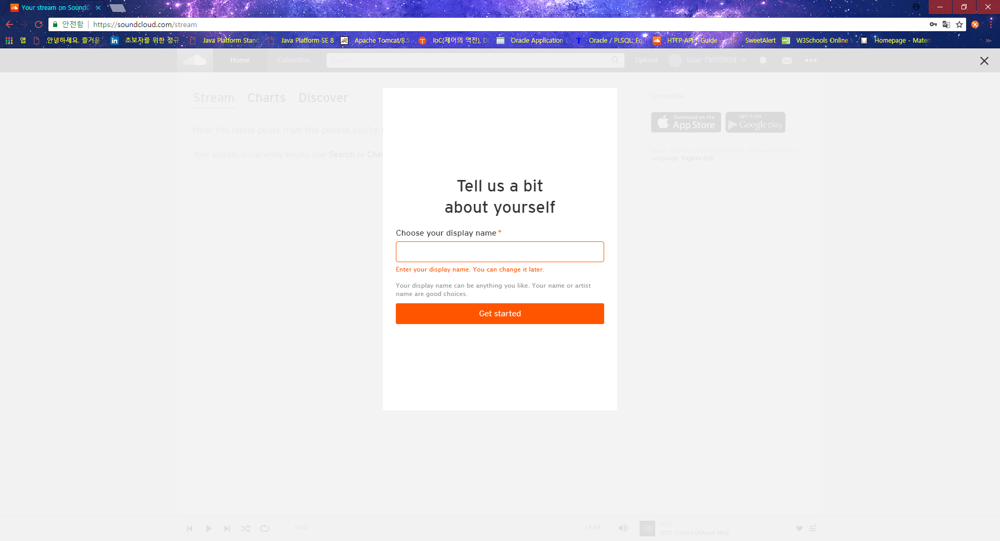 Your stream on SoundC
안전함 https://soundcloud.com/stream
앱 .안녕하세요. 즐거운 초보자를 위한 정규 Java Platform Stand Java Platform SE 8 Apache Tomcat/8.5 .IoC(제어의 역전), D Oracle Application Oracle / PLSQL: HTTP API - Guide SweetAlert W3Schools Online Homepage - Materi
Home Collection Search Upload User 716117834
Stream Charts Discover
Go mobile
Download on the App Store
GET IT ON Google play
Hear the latest posts from the people you're
Your stream is currently empty. Use Search or Cha
Legal · Privacy · Cookies · Imprint · Popular searches
Language: English (US)
Tell us a bit
about yourself
Choose your display name *
Enter your display name. You can change it later.
Your display name can be anything you like. Your name or artist
name are good choices.
Get started
0:00 19:49
NCS
NCS: Colors [Album Mix]